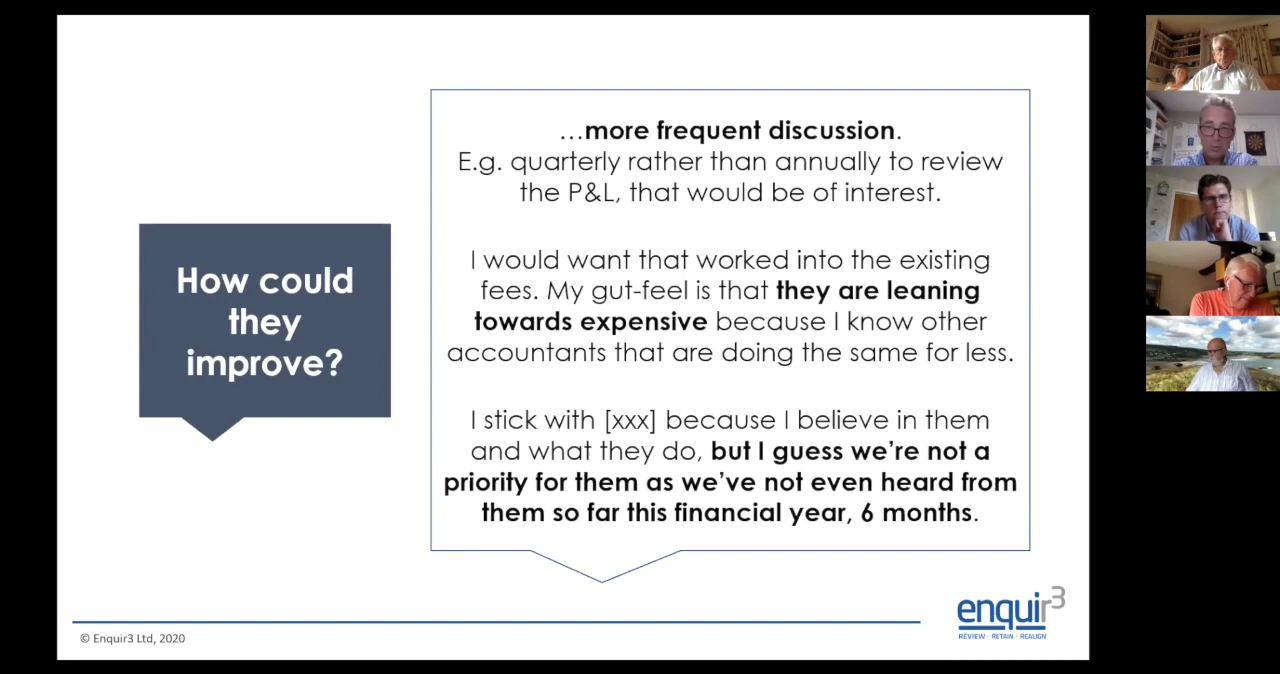 How could
they
improve?
…more frequent discussion.
E.g. quarterly rather than annually to review
the P&L, that would be of interest.
I would want that worked into the existing
fees. My gut-feel is that they are leaning
towards expensive because I know other
accountants that are doing the same for less.
I stick with [xxx] because I believe in them
and what they do, but I guess we’re not a
priority for them as we’ve not even heard from
them so far this financial year, 6 months.
© Enquir3 Ltd, 2020
enquir3
REVIEW · RETAIN · REALIGN